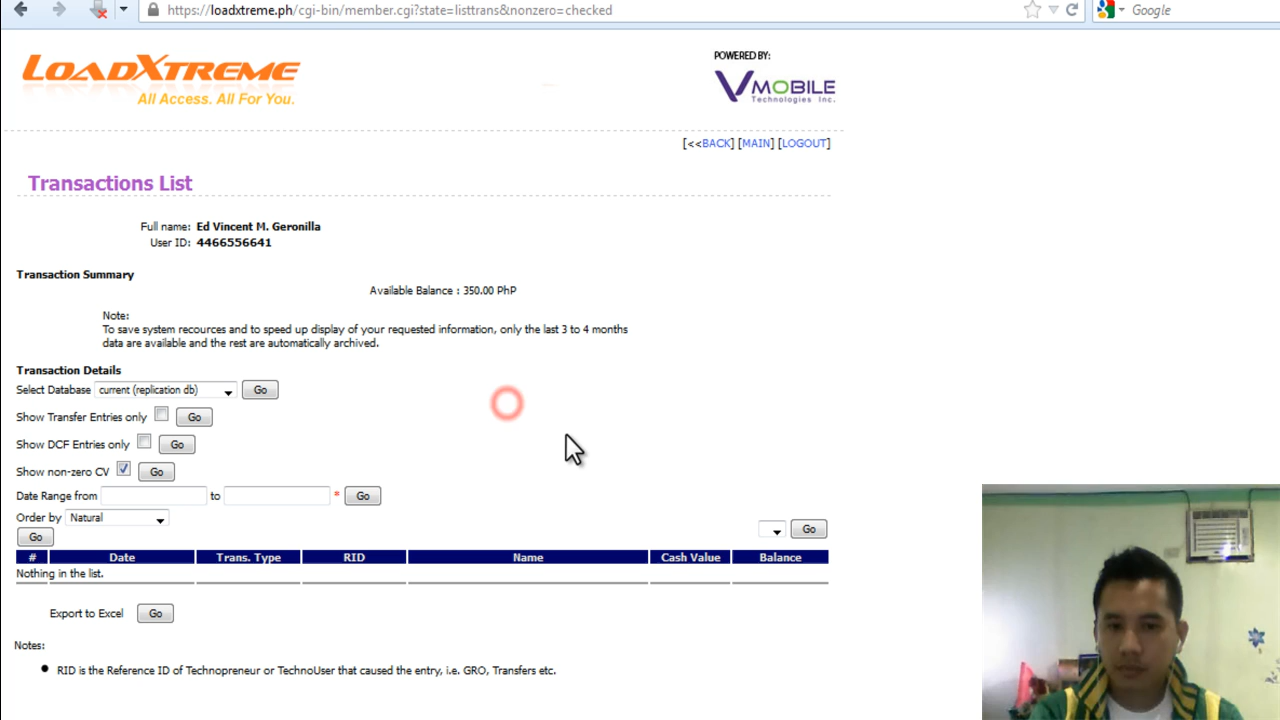 https://loadxtreme.ph/cgi-bin/member.cgi?state=listtrans&nonzero=checked Google
LOADXTREME
All Access. All For You.
POWERED BY:
VMOBILE
Technologies Inc.
[<<BACK] [MAIN] [LOGOUT]
Transactions List
Full name: Ed Vincent M. Geronilla
User ID: 4466556641
Transaction Summary
Available Balance : 350.00 PhP
Note:
To save system recources and to speed up display of your requested information, only the last 3 to 4 months
data are available and the rest are automatically archived.
Transaction Details
Select Database current (replication db) Go
Show Transfer Entries only Go
Show DCF Entries only Go
Show non-zero CV Go
Date Range from to * Go
Order by Natural
Go Go
# Date Trans. Type RID Name Cash Value Balance
Nothing in the list.
Export to Excel Go
Notes:
RID is the Reference ID of Technopreneur or TechnoUser that caused the entry, i.e. GRO, Transfers etc.